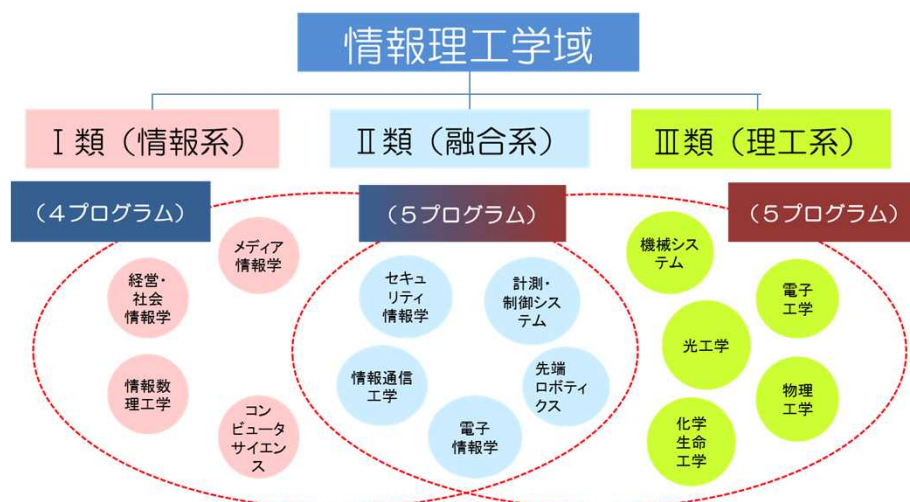 情報理工学域
Ⅰ類（情報系）
Ⅱ類（融合系）
Ⅲ類（理工系）
（4プログラム）
（5プログラム）
（5プログラム）
メディア
情報学
経営・
社会
情報学
情報数
理工学
コン
ピュータ
サイエン
ス
セキュ
リティ
情報学
計測・
制御シス
テム
情報通信
工学
先端
ロボティ
クス
電子
情報学
機械シス
テム
電子
工学
光工学
物理
工学
化学
生命
工学